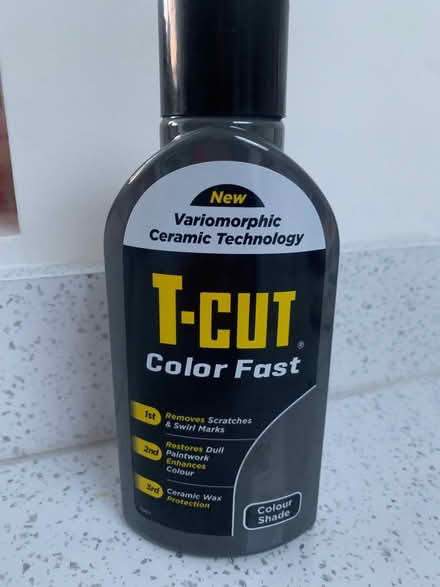 New
Variomorphic
Ceramic Technology
T-CUT®
Color Fast
1st Removes Scratches
& Swirl Marks
2nd Restores Dull
Paintwork
Enhances
Colour
3rd Ceramic Wax
Protection
Colour
Shade